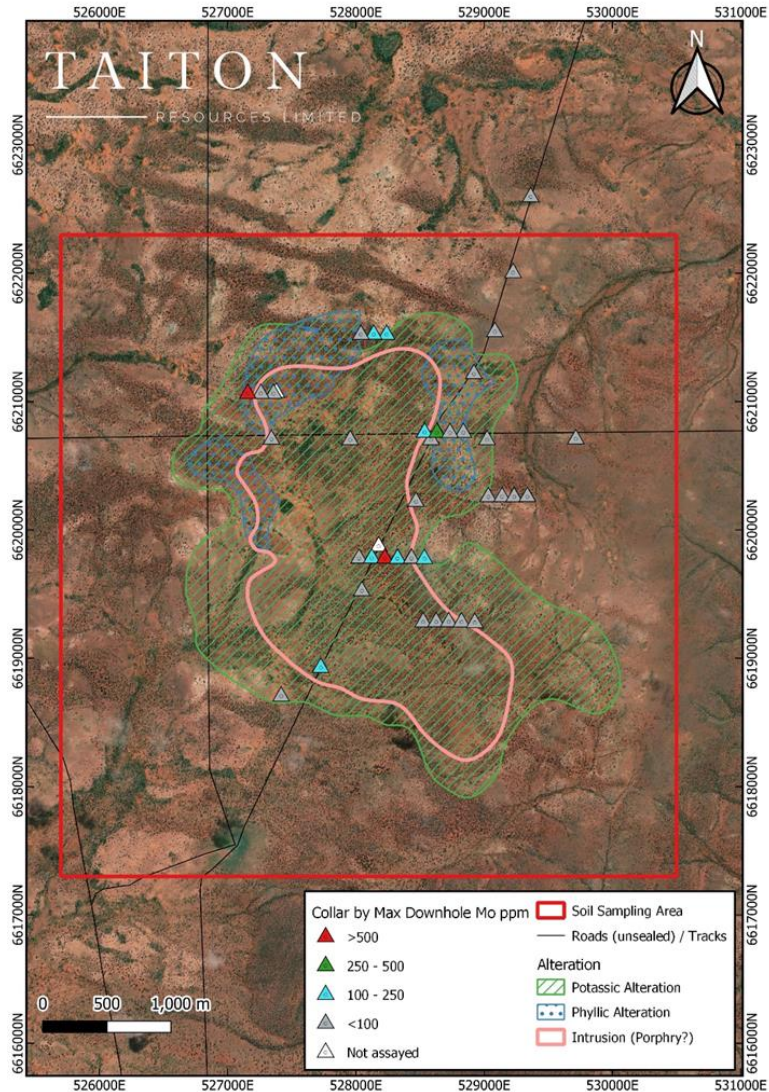 526000E 527000E 528000E 529000E 530000E 531000E
TAITON
RESOURCES LIMITED
N
6623000N 6623000N
6622000N 6622000N
6621000N 6621000N
6620000N 6620000N
6619000N 6619000N
6618000N 6618000N
6617000N 6617000N
6616000N 6616000N
Collar by Max Downhole Mo ppm
>500
250 - 500
100 - 250
<100
Not assayed
Soil Sampling Area
Roads (unsealed) / Tracks
Alteration
Potassic Alteration
Phyllic Alteration
Intrusion (Porphry?)
0 500 1,000 m
526000E 527000E 528000E 529000E 530000E 531000E